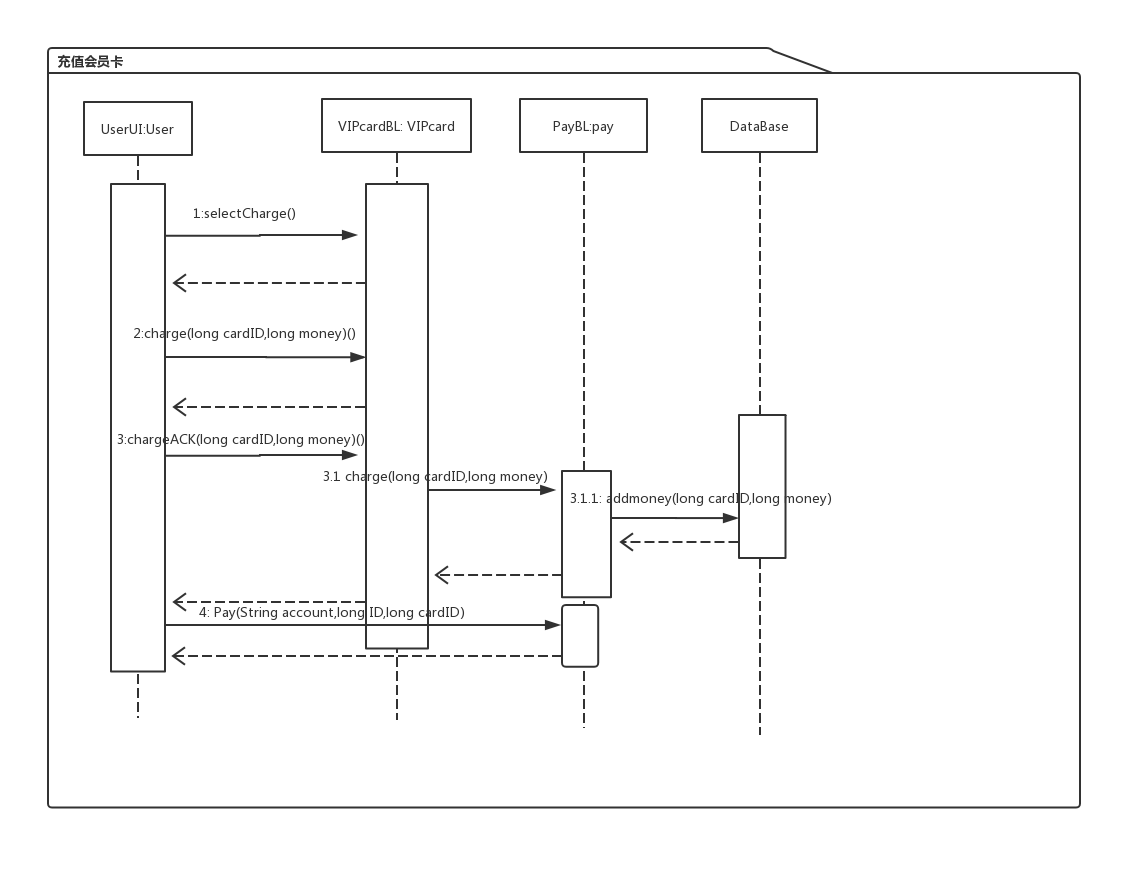 充值会员卡
UserUI:User
VIPcardBL: VIPcard
PayBL:pay
DataBase
1:selectCharge()
2:charge(long cardID,long money)()
3:chargeACK(long cardID,long money)()
3.1 charge(long cardID,long money)
3.1.1: addmoney(long cardID,long money)
4: Pay(String account,long ID,long cardID)